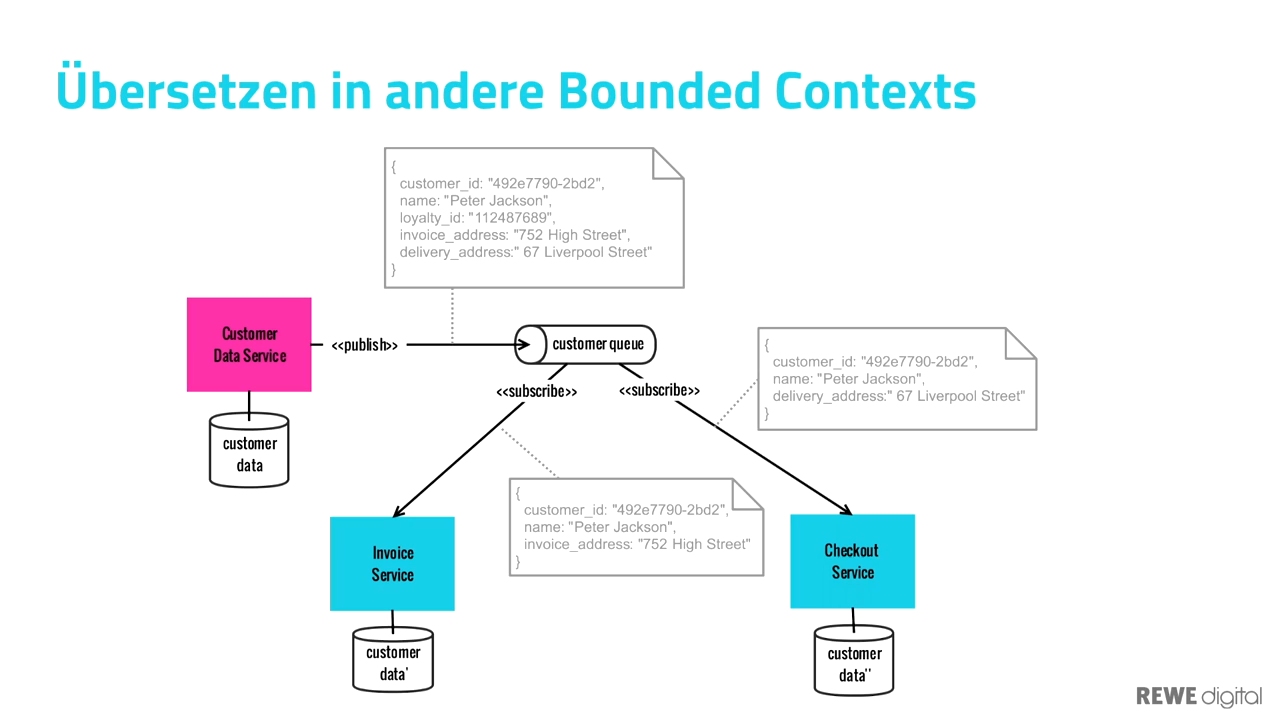 Übersetzen in andere Bounded Contexts
{
customer_id: "492e7790-2bd2",
name: "Peter Jackson",
loyalty_id: "112487689",
invoice_address: "752 High Street",
delivery_address:" 67 Liverpool Street"
}
Customer
Data Service
<<publish>>
customer queue
customer
data
<<subscribe>>
<<subscribe>>
{
customer_id: "492e7790-2bd2",
name: "Peter Jackson",
delivery_address:" 67 Liverpool Street"
}
{
customer_id: "492e7790-2bd2",
name: "Peter Jackson",
invoice_address: "752 High Street"
}
Invoice
Service
Checkout
Service
customer
data'
customer
data''
REWE digital